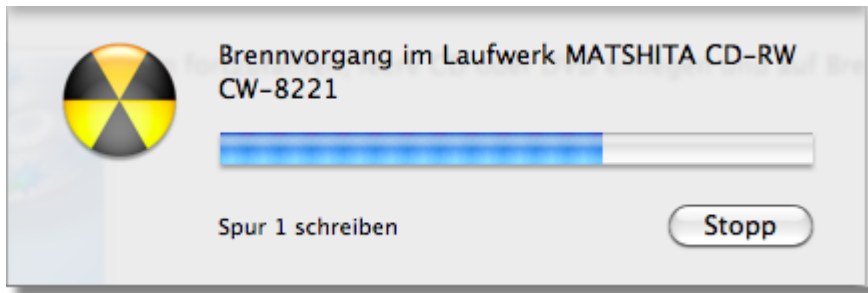 Brennvorgang im Laufwerk MATSHITA CD-RW
CW-8221
Spur 1 schreiben
Stopp